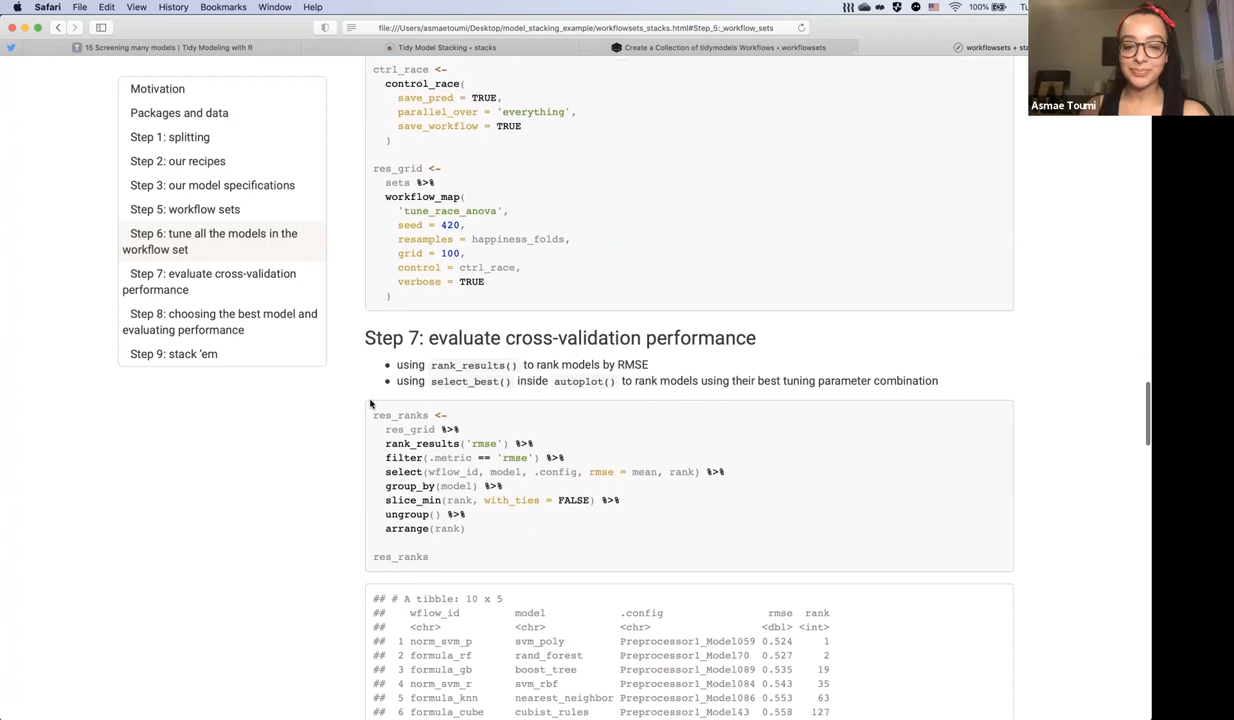 Safari File Edit View History Bookmarks Window Help
100%
file:///Users/asmaetoumi/Desktop/model_stacking_example/workflowsets_stacks.html#Step_5:_workflow_sets
15 Screening many models | Tidy Modeling with R
Tidy Model Stacking • stacks
Create a Collection of tidymodels Workflows • workflowsets
workflowsets + sta
Asmae Toumi
Motivation
Packages and data
Step 1: splitting
Step 2: our recipes
Step 3: our model specifications
Step 5: workflow sets
Step 6: tune all the models in the
workflow set
Step 7: evaluate cross-validation
performance
Step 8: choosing the best model and
evaluating performance
Step 9: stack 'em
ctrl_race <-
control_race(
save_pred = TRUE,
parallel_over = 'everything',
save_workflow = TRUE
)
res_grid <-
sets %>%
workflow_map(
'tune_race_anova',
seed = 420,
resamples = happiness_folds,
grid = 100,
control = ctrl_race,
verbose = TRUE
)
Step 7: evaluate cross-validation performance
• using rank_results() to rank models by RMSE
• using select_best() inside autoplot() to rank models using their best tuning parameter combination
res_ranks <-
res_grid %>%
rank_results('rmse') %>%
filter(.metric == 'rmse') %>%
select(wflow_id, model, .config, rmse = mean, rank) %>%
group_by(model) %>%
slice_min(rank, with_ties = FALSE) %>%
ungroup() %>%
arrange(rank)
res_ranks
## # A tibble: 10 x 5
## wflow_id model .config rmse rank
## <chr> <chr> <chr> <dbl> <int>
## 1 norm_svm_p svm_poly Preprocessor1_Model059 0.524 1
## 2 formula_rf rand_forest Preprocessor1_Model70 0.527 2
## 3 formula_gb boost_tree Preprocessor1_Model089 0.535 19
## 4 norm_svm_r svm_rbf Preprocessor1_Model084 0.543 35
## 5 formula_knn nearest_neighbor Preprocessor1_Model086 0.553 63
## 6 formula_cube cubist_rules Preprocessor1_Model43 0.558 127